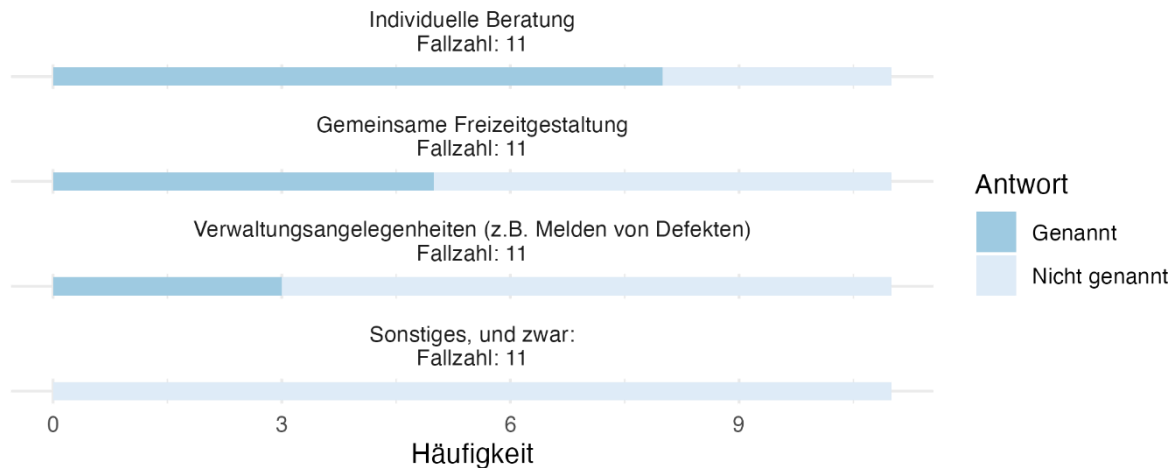 Individuelle Beratung
Fallzahl: 11
Gemeinsame Freizeitgestaltung
Fallzahl: 11
Verwaltungsangelegenheiten (z.B. Melden von Defekten)
Fallzahl: 11
Sonstiges, und zwar:
Fallzahl: 11
0 3 6 9
Häufigkeit
Antwort
Genannt
Nicht genannt